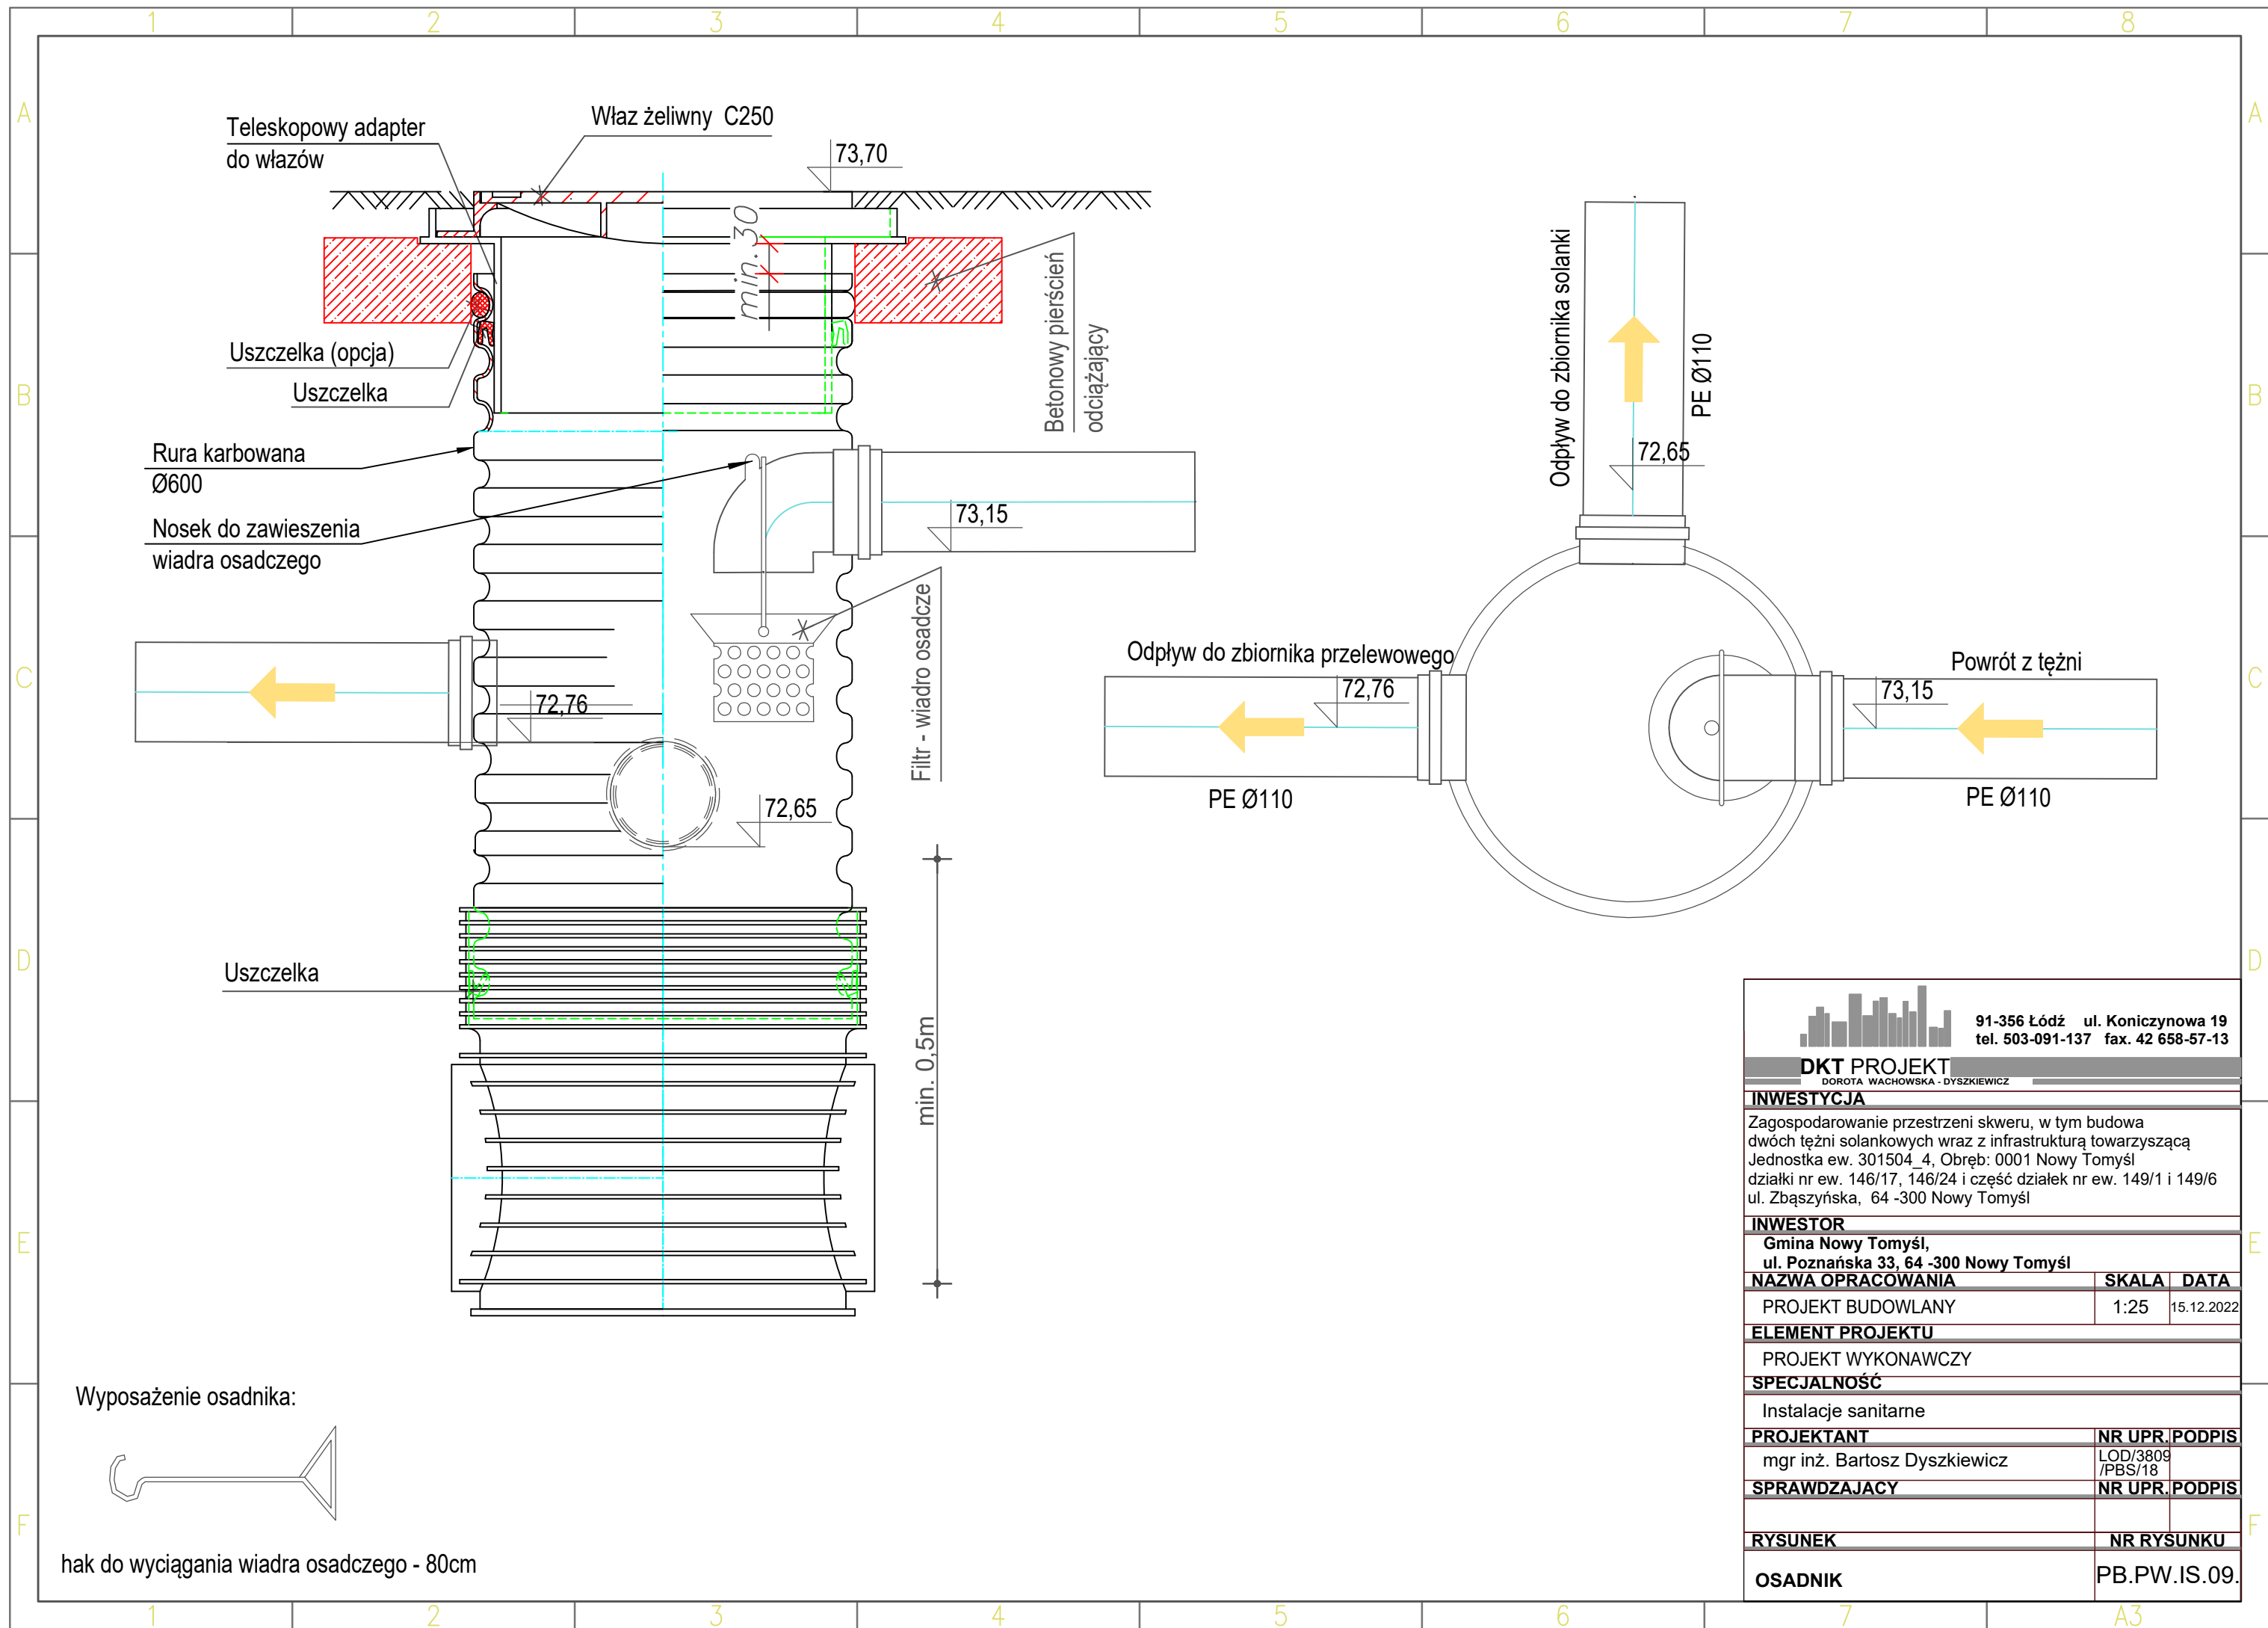 1 2 3 4 5 6 7 8
A A
B B
C C
D D
E E
F F
1 2 3 4 5 6 7 A3
Teleskopowy adapter
do włazów
Właz żeliwny C250
73,70
min. 30
Betonowy pierścień
odciążający
Uszczelka (opcja)
Uszczelka
Rura karbowana
Ø600
Nosek do zawieszenia
wiadra osadczego
73,15
Filtr - wiadro osadcze
72,76
72,65
Uszczelka
min. 0,5m
Odpływ do zbiornika solanki
PE Ø110
72,65
Odpływ do zbiornika przelewowego
72,76
PE Ø110
Powrót z tężni
73,15
PE Ø110
Wyposażenie osadnika:
hak do wyciągania wiadra osadczego - 80cm
91-356 Łódź ul. Koniczynowa 19
tel. 503-091-137 fax. 42 658-57-13
DKT PROJEKT
DOROTA WACHOWSKA - DYSZKIEWICZ
INWESTYCJA
Zagospodarowanie przestrzeni skweru, w tym budowa
dwóch tężni solankowych wraz z infrastrukturą towarzyszącą
Jednostka ew. 301504_4, Obręb: 0001 Nowy Tomyśl
działki nr ew. 146/17, 146/24 i część działek nr ew. 149/1 i 149/6
ul. Zbąszyńska, 64 -300 Nowy Tomyśl
INWESTOR
Gmina Nowy Tomyśl,
ul. Poznańska 33, 64 -300 Nowy Tomyśl
NAZWA OPRACOWANIA SKALA DATA
PROJEKT BUDOWLANY 1:25 15.12.2022
ELEMENT PROJEKTU
PROJEKT WYKONAWCZY
SPECJALNOŚĆ
Instalacje sanitarne
PROJEKTANT NR UPR. PODPIS
mgr inż. Bartosz Dyszkiewicz LOD/3809
/PBS/18
SPRAWDZAJACY NR UPR. PODPIS
RYSUNEK NR RYSUNKU
OSADNIK PB.PW.IS.09.